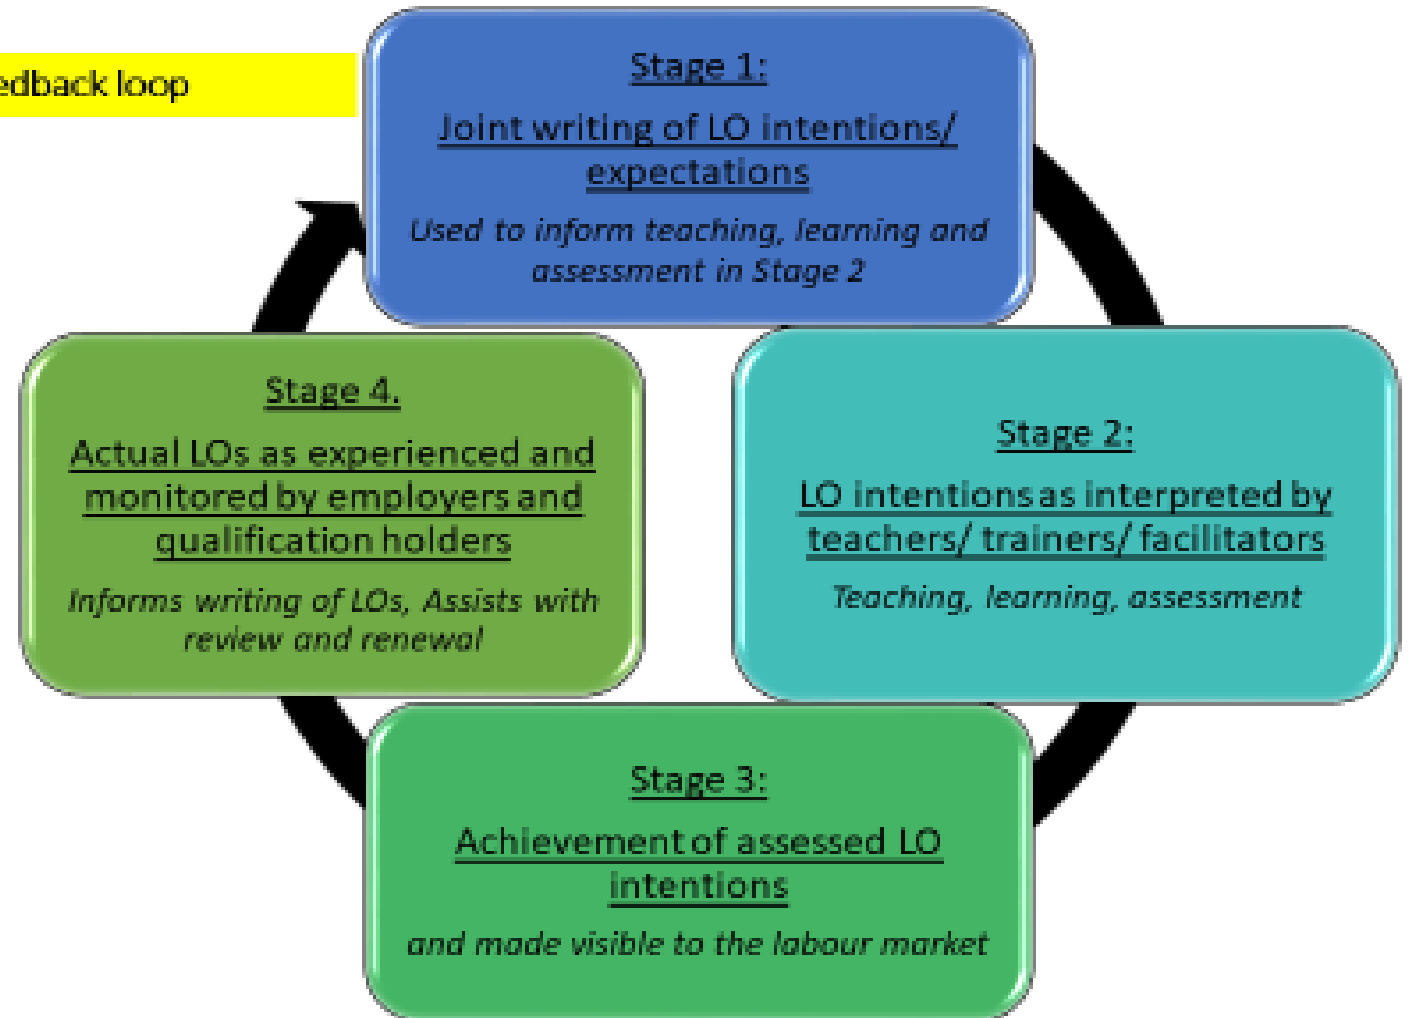 edback loop
Stage 1:
Joint writing of LO intentions/
expectations
Used to inform teaching, learning and
assessment in Stage 2
Stage 2:
LO intentions as interpreted by
teachers/ trainers/ facilitators
Teaching, learning, assessment
Stage 3:
Achievement of assessed LO
intentions
and made visible to the labour market
Stage 4.
Actual LOs as experienced and
monitored by employers and
qualification holders
Informs writing of LOs, Assists with
review and renewal